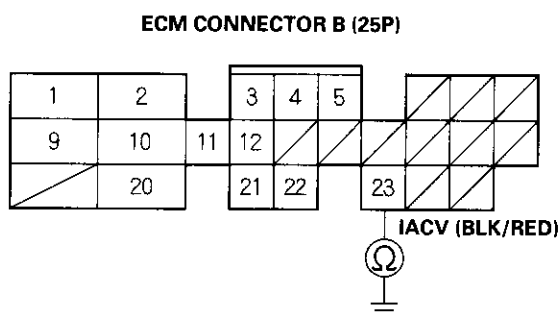 ECM CONNECTOR B (25P)
1 2 3 4 5
9 10 11 12
20 21 22 23
IACV (BLK/RED)
Ω